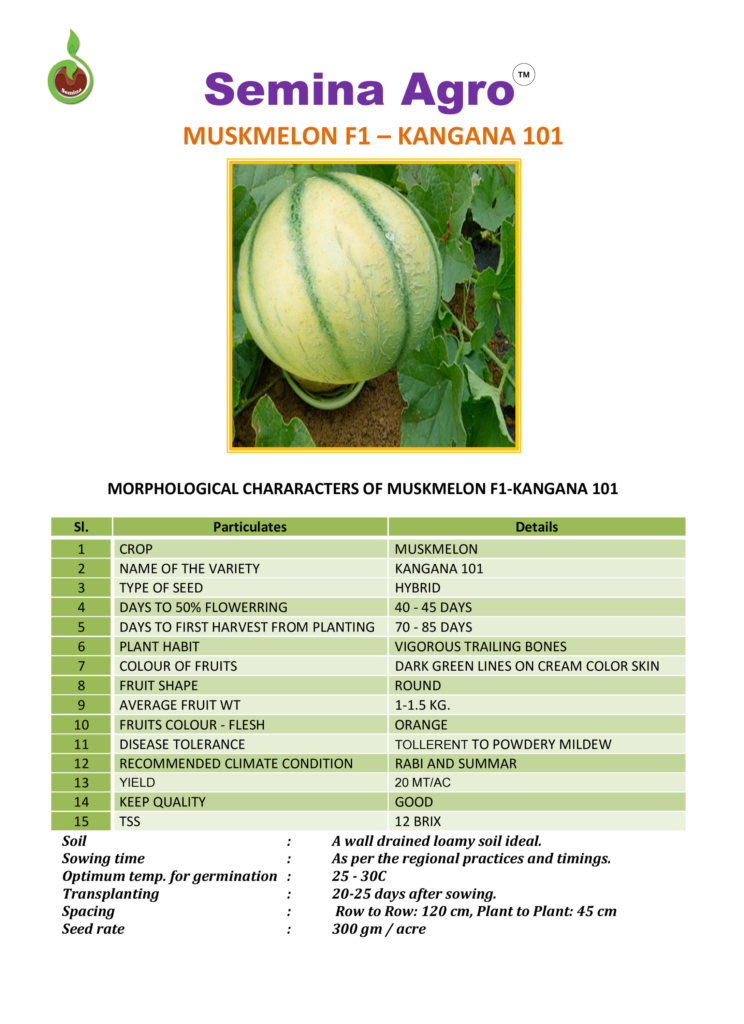 Semina
Semina Agro TM
MUSKMELON F1 – KANGANA 101
MORPHOLOGICAL CHARARACTERS OF MUSKMELON F1-KANGANA 101
Sl. Particulates Details
1 CROP MUSKMELON
2 NAME OF THE VARIETY KANGANA 101
3 TYPE OF SEED HYBRID
4 DAYS TO 50% FLOWERRING 40 - 45 DAYS
5 DAYS TO FIRST HARVEST FROM PLANTING 70 - 85 DAYS
6 PLANT HABIT VIGOROUS TRAILING BONES
7 COLOUR OF FRUITS DARK GREEN LINES ON CREAM COLOR SKIN
8 FRUIT SHAPE ROUND
9 AVERAGE FRUIT WT 1-1.5 KG.
10 FRUITS COLOUR - FLESH ORANGE
11 DISEASE TOLERANCE TOLLERENT TO POWDERY MILDEW
12 RECOMMENDED CLIMATE CONDITION RABI AND SUMMAR
13 YIELD 20 MT/AC
14 KEEP QUALITY GOOD
15 TSS 12 BRIX
Soil : A wall drained loamy soil ideal.
Sowing time : As per the regional practices and timings.
Optimum temp. for germination : 25 - 30C
Transplanting : 20-25 days after sowing.
Spacing : Row to Row: 120 cm, Plant to Plant: 45 cm
Seed rate : 300 gm / acre